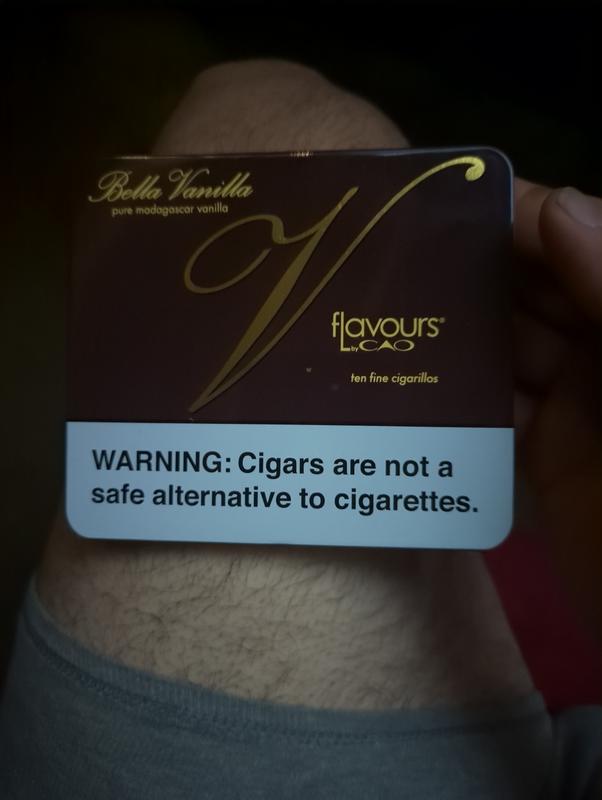 Bella Vanilla
pure madagascar vanilla
V
flavours®
by CAO
ten fine cigarillos
WARNING: Cigars are not a
safe alternative to cigarettes.